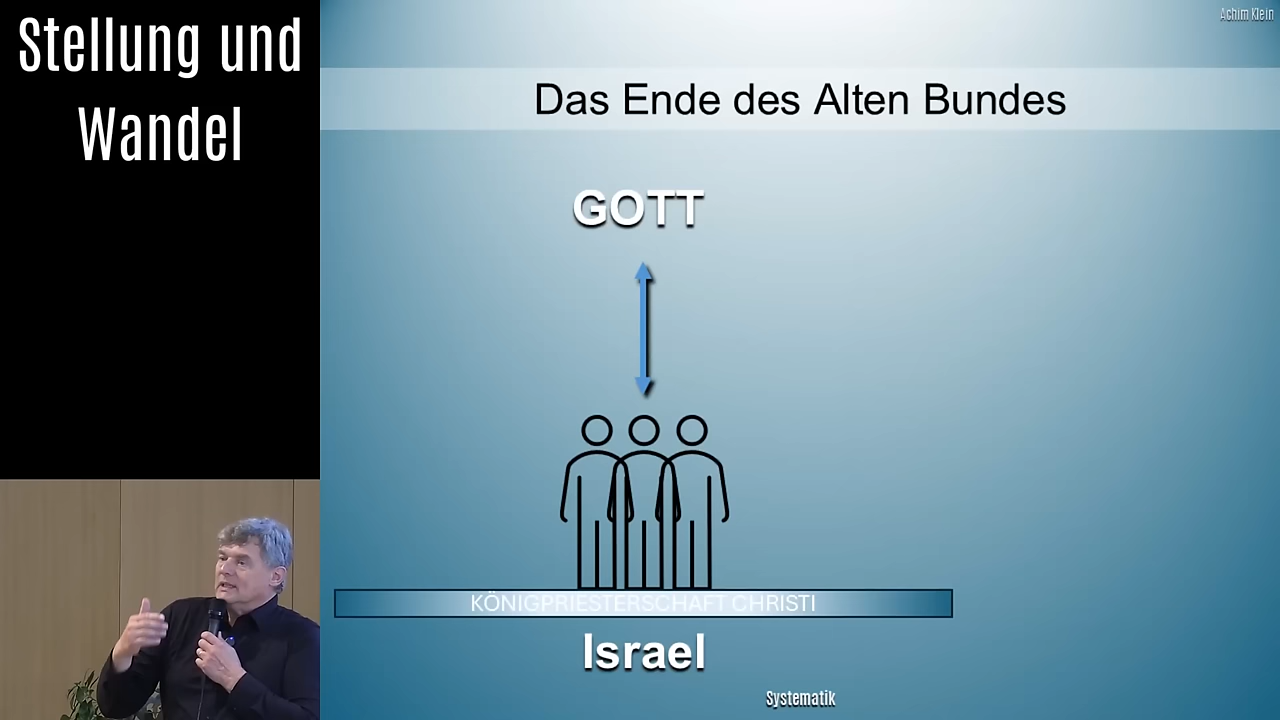 Stellung und
Wandel
Achim Klein
Das Ende des Alten Bundes
GOTT
KÖNIGPRIESTERSCHAFT CHRISTI
Israel
Systematik